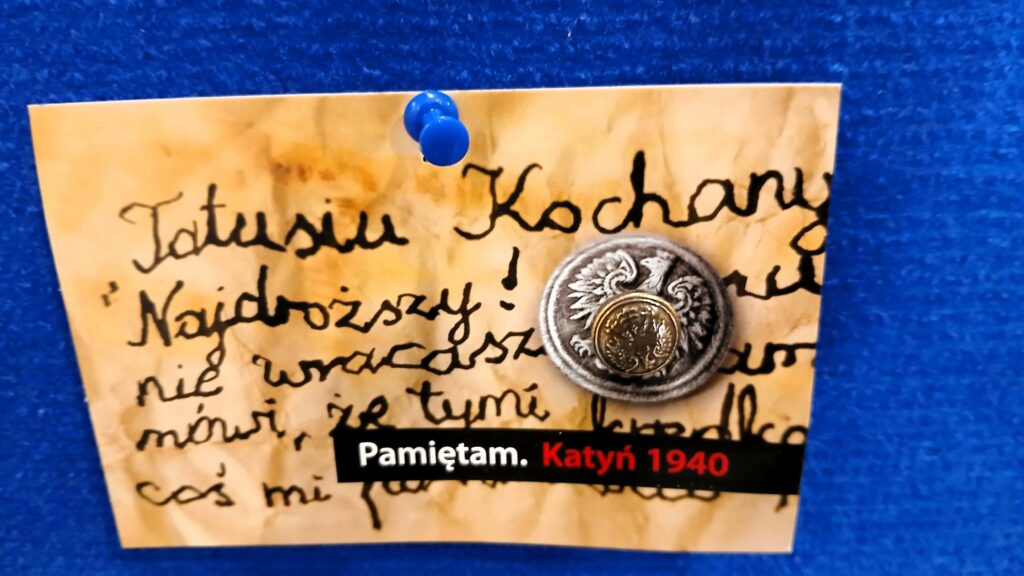 Tatusiu Kochany
Najdroższy!
nie wracasz
mówi, że tymi
coś mi
Pamiętam. Katyń 1940